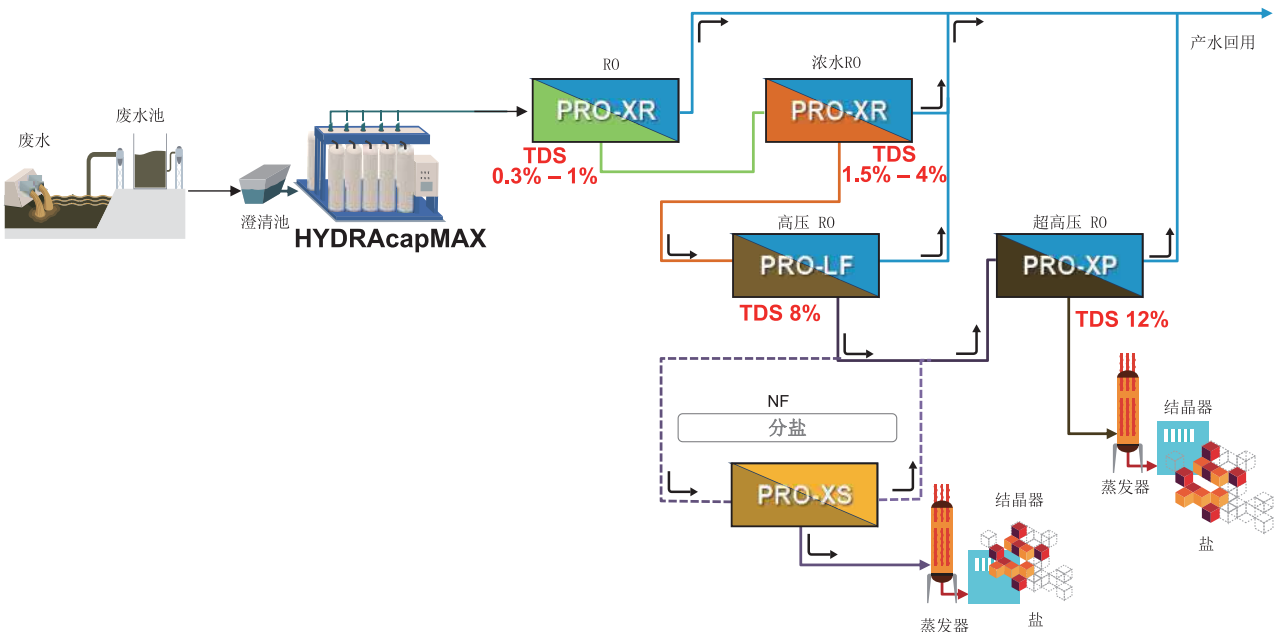 产水回用
RO
浓水RO
PRO-XR
PRO-XR
废水池
废水
TDS
0.3% – 1%
TDS
1.5% – 4%
澄清池
HYDRAcapMAX
高压 RO
超高压 RO
PRO-LF
PRO-XP
TDS 8%
TDS 12%
NF
分盐
结晶器
PRO-XS
蒸发器
结晶器
盐
蒸发器
盐